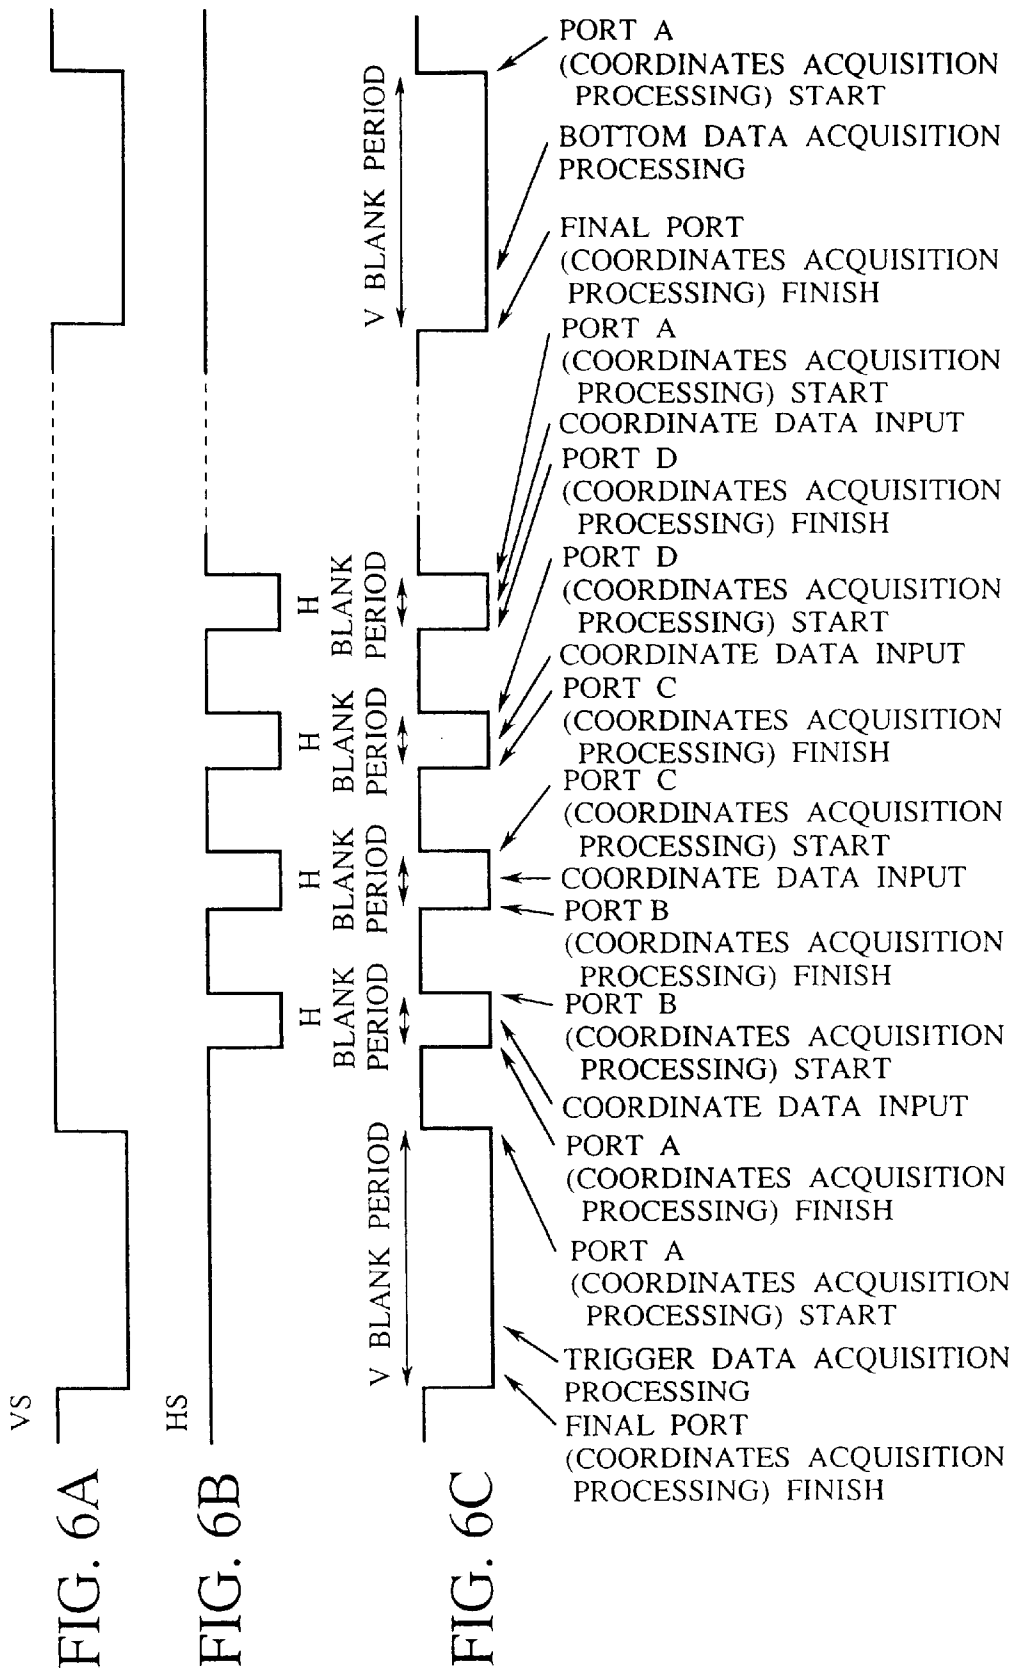 PORT A
(COORDINATES ACQUISITION
PROCESSING) START
BOTTOM DATA ACQUISITION
PROCESSING
FINAL PORT
(COORDINATES ACQUISITION
PROCESSING) FINISH
PORT A
(COORDINATES ACQUISITION
PROCESSING) START
COORDINATE DATA INPUT
PORT D
(COORDINATES ACQUISITION
PROCESSING) FINISH
PORT D
(COORDINATES ACQUISITION
PROCESSING) START
COORDINATE DATA INPUT
PORT C
(COORDINATES ACQUISITION
PROCESSING) FINISH
PORT C
(COORDINATES ACQUISITION
PROCESSING) START
COORDINATE DATA INPUT
PORT B
(COORDINATES ACQUISITION
PROCESSING) FINISH
PORT B
(COORDINATES ACQUISITION
PROCESSING) START
COORDINATE DATA INPUT
PORT A
(COORDINATES ACQUISITION
PROCESSING) FINISH
PORT A
(COORDINATES ACQUISITION
PROCESSING) START
TRIGGER DATA ACQUISITION
PROCESSING
FINAL PORT
(COORDINATES ACQUISITION
PROCESSING) FINISH
V BLANK PERIOD
H
BLANK
PERIOD
H
BLANK
PERIOD
H
BLANK
PERIOD
H
BLANK
PERIOD
V BLANK PERIOD
VS
HS
FIG. 6A
FIG. 6B
FIG. 6C